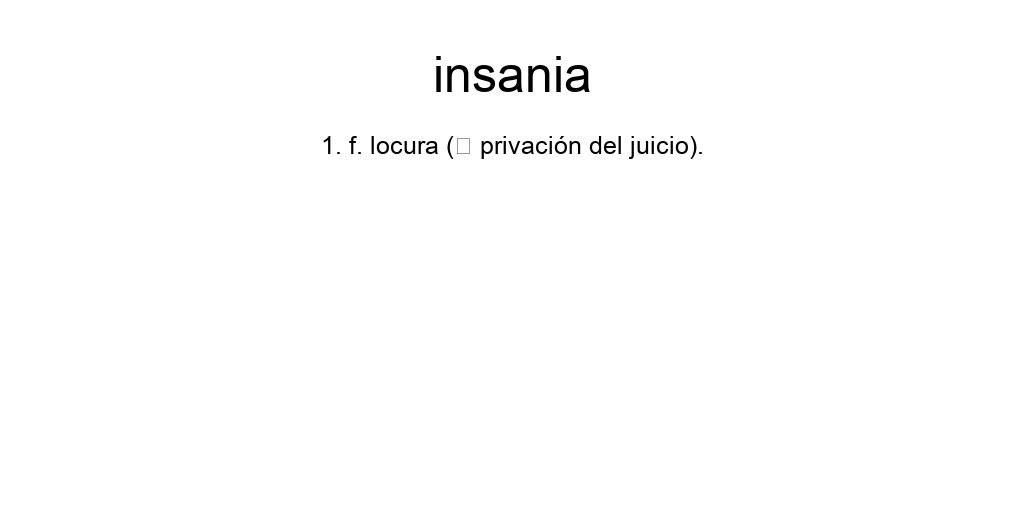 insania
1. f. locura (▯ privación del juicio).